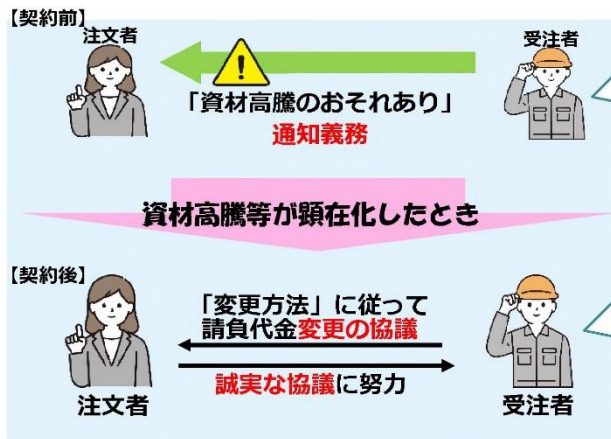 【契約前】
注文者
受注者
!
「資材高騰のおそれあり」
通知義務
資材高騰等が顕在化したとき
【契約後】
「変更方法」に従って
請負代金変更の協議
誠実な協議に努力
注文者
受注者